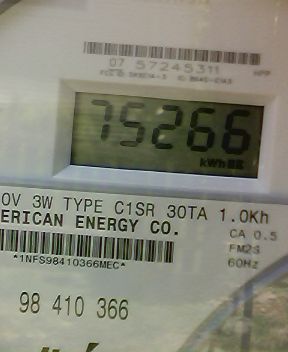 07 57245311
HPP
75266
kWh
0V 3W TYPE C1SR 30TA 1.0Kh
ERICAN ENERGY CO.
CA 0.5
FM2S
60Hz
*1NFS98410366MEC*
98 410 366